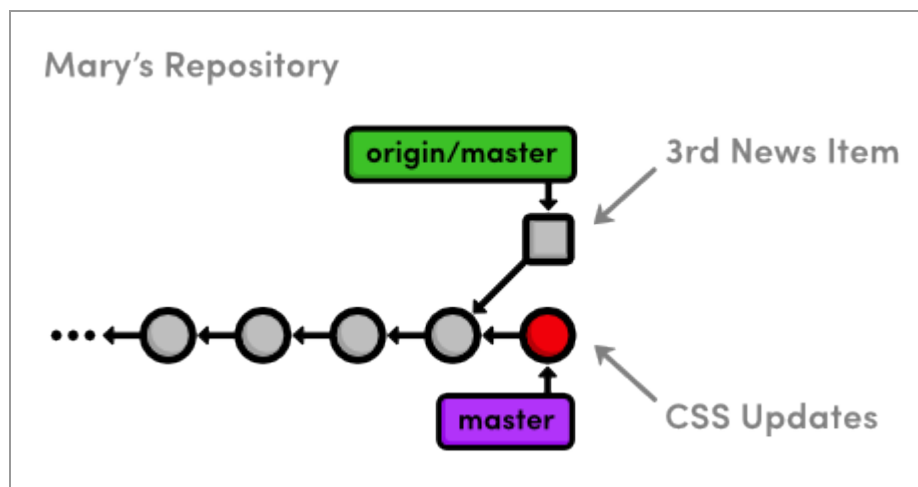 Mary's Repository
origin/master
3rd News Item
master
CSS Updates